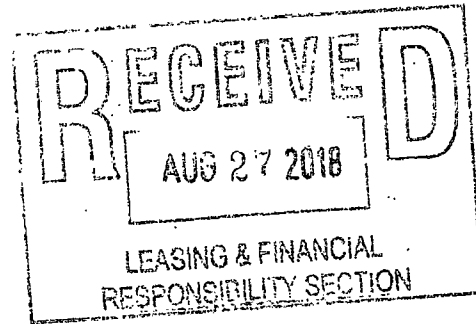 RECEIVED
AUG 27 2018
LEASING & FINANCIAL
RESPONSIBILITY SECTION